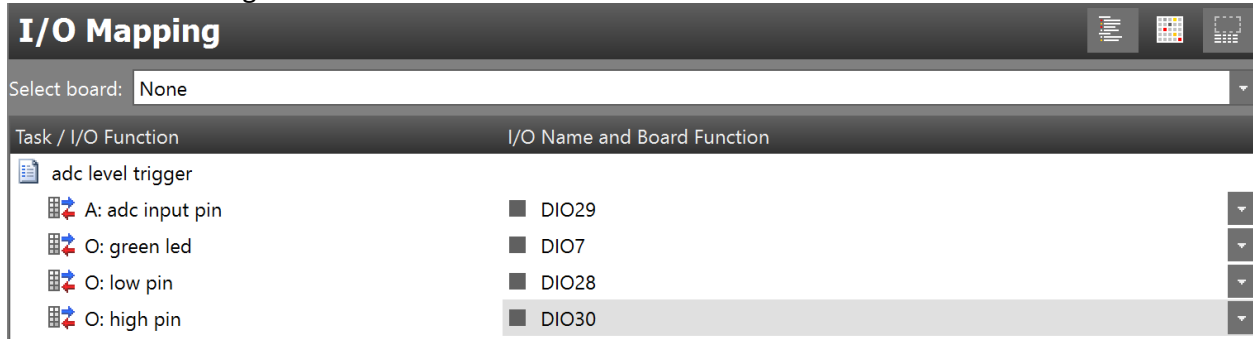 I/O Mapping
Select board: None
Task / I/O Function I/O Name and Board Function
adc level trigger
A: adc input pin DIO29
O: green led DIO7
O: low pin DIO28
O: high pin DIO30